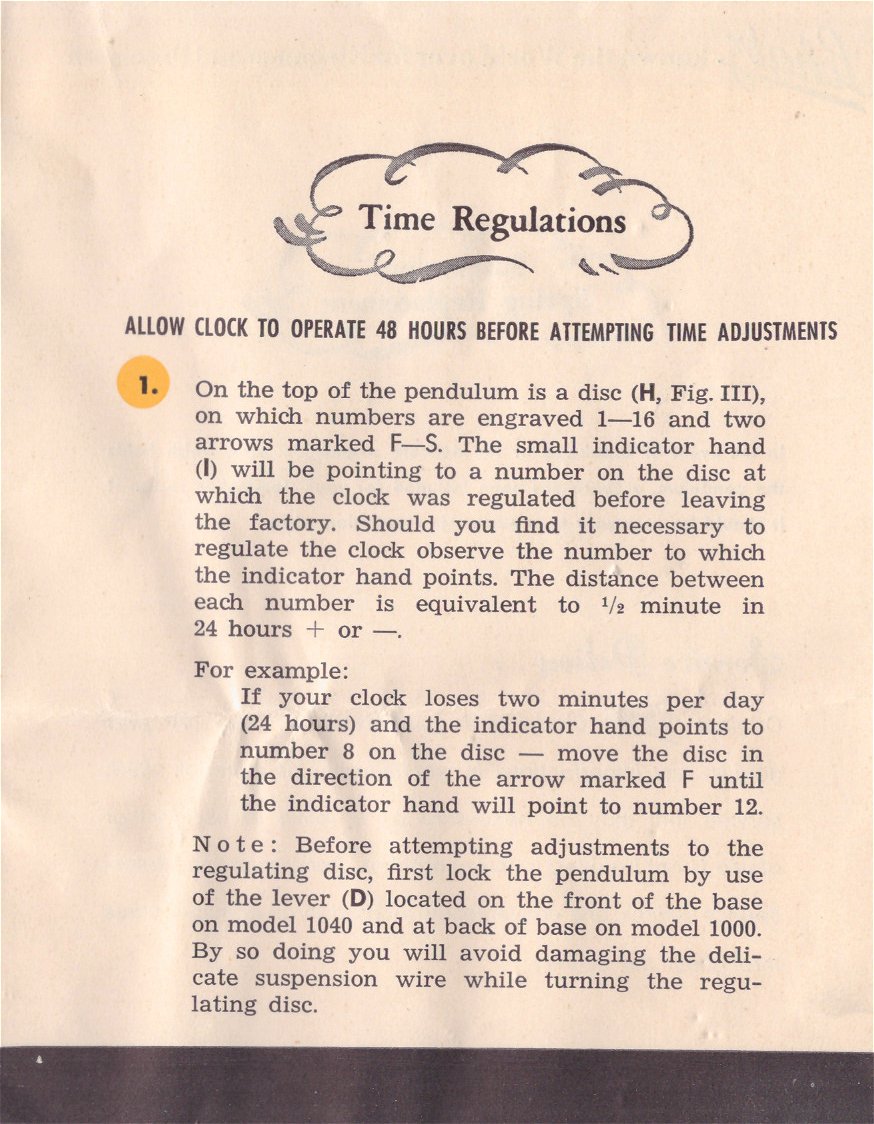 Time Regulations
ALLOW CLOCK TO OPERATE 48 HOURS BEFORE ATTEMPTING TIME ADJUSTMENTS
1. On the top of the pendulum is a disc (H, Fig. III),
on which numbers are engraved 1—16 and two
arrows marked F—S. The small indicator hand
(I) will be pointing to a number on the disc at
which the clock was regulated before leaving
the factory. Should you find it necessary to
regulate the clock observe the number to which
the indicator hand points. The distance between
each number is equivalent to ½ minute in
24 hours + or —.
For example:
If your clock loses two minutes per day
(24 hours) and the indicator hand points to
number 8 on the disc — move the disc in
the direction of the arrow marked F until
the indicator hand will point to number 12.
Note: Before attempting adjustments to the
regulating disc, first lock the pendulum by use
of the lever (D) located on the front of the base
on model 1040 and at back of base on model 1000.
By so doing you will avoid damaging the deli-
cate suspension wire while turning the regu-
lating disc.